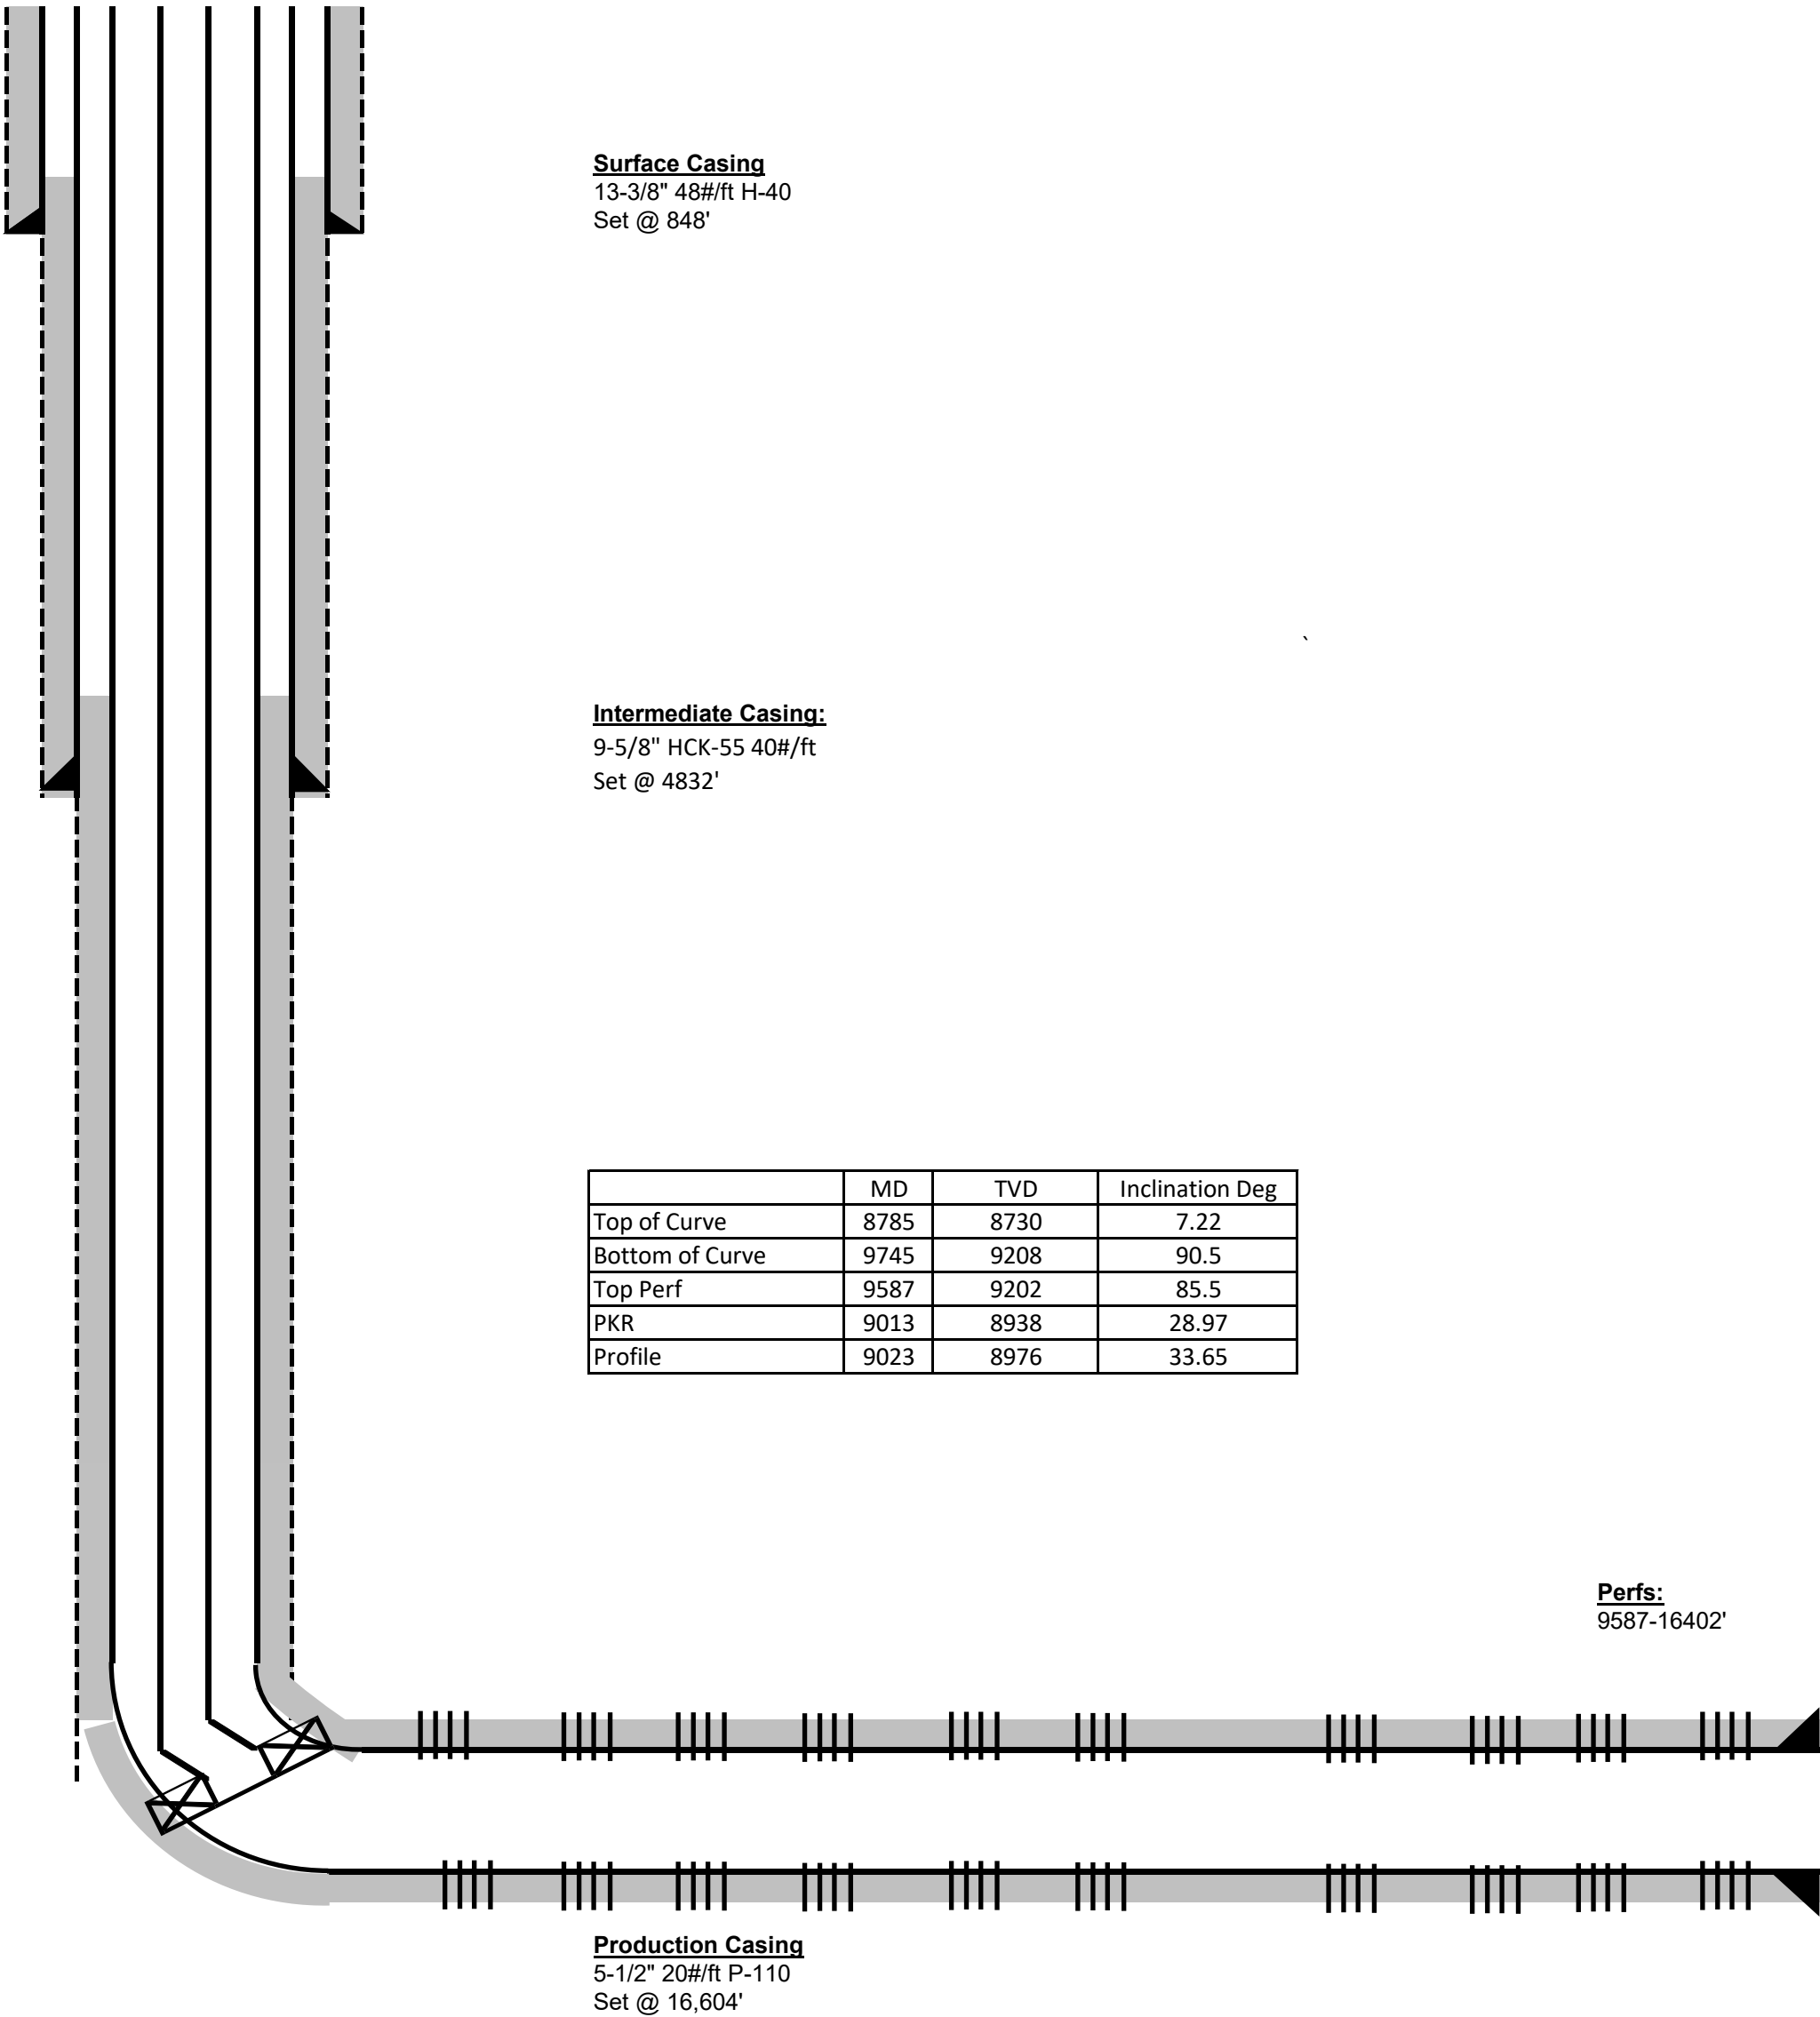 Surface Casing
13-3/8" 48#/ft H-40
Set @ 848'
`
Intermediate Casing:
9-5/8" HCK-55 40#/ft
Set @ 4832'
MD TVD Inclination Deg
Top of Curve 8785 8730 7.22
Bottom of Curve 9745 9208 90.5
Top Perf 9587 9202 85.5
PKR 9013 8938 28.97
Profile 9023 8976 33.65
Perfs:
9587-16402'
Production Casing
5-1/2" 20#/ft P-110
Set @ 16,604'